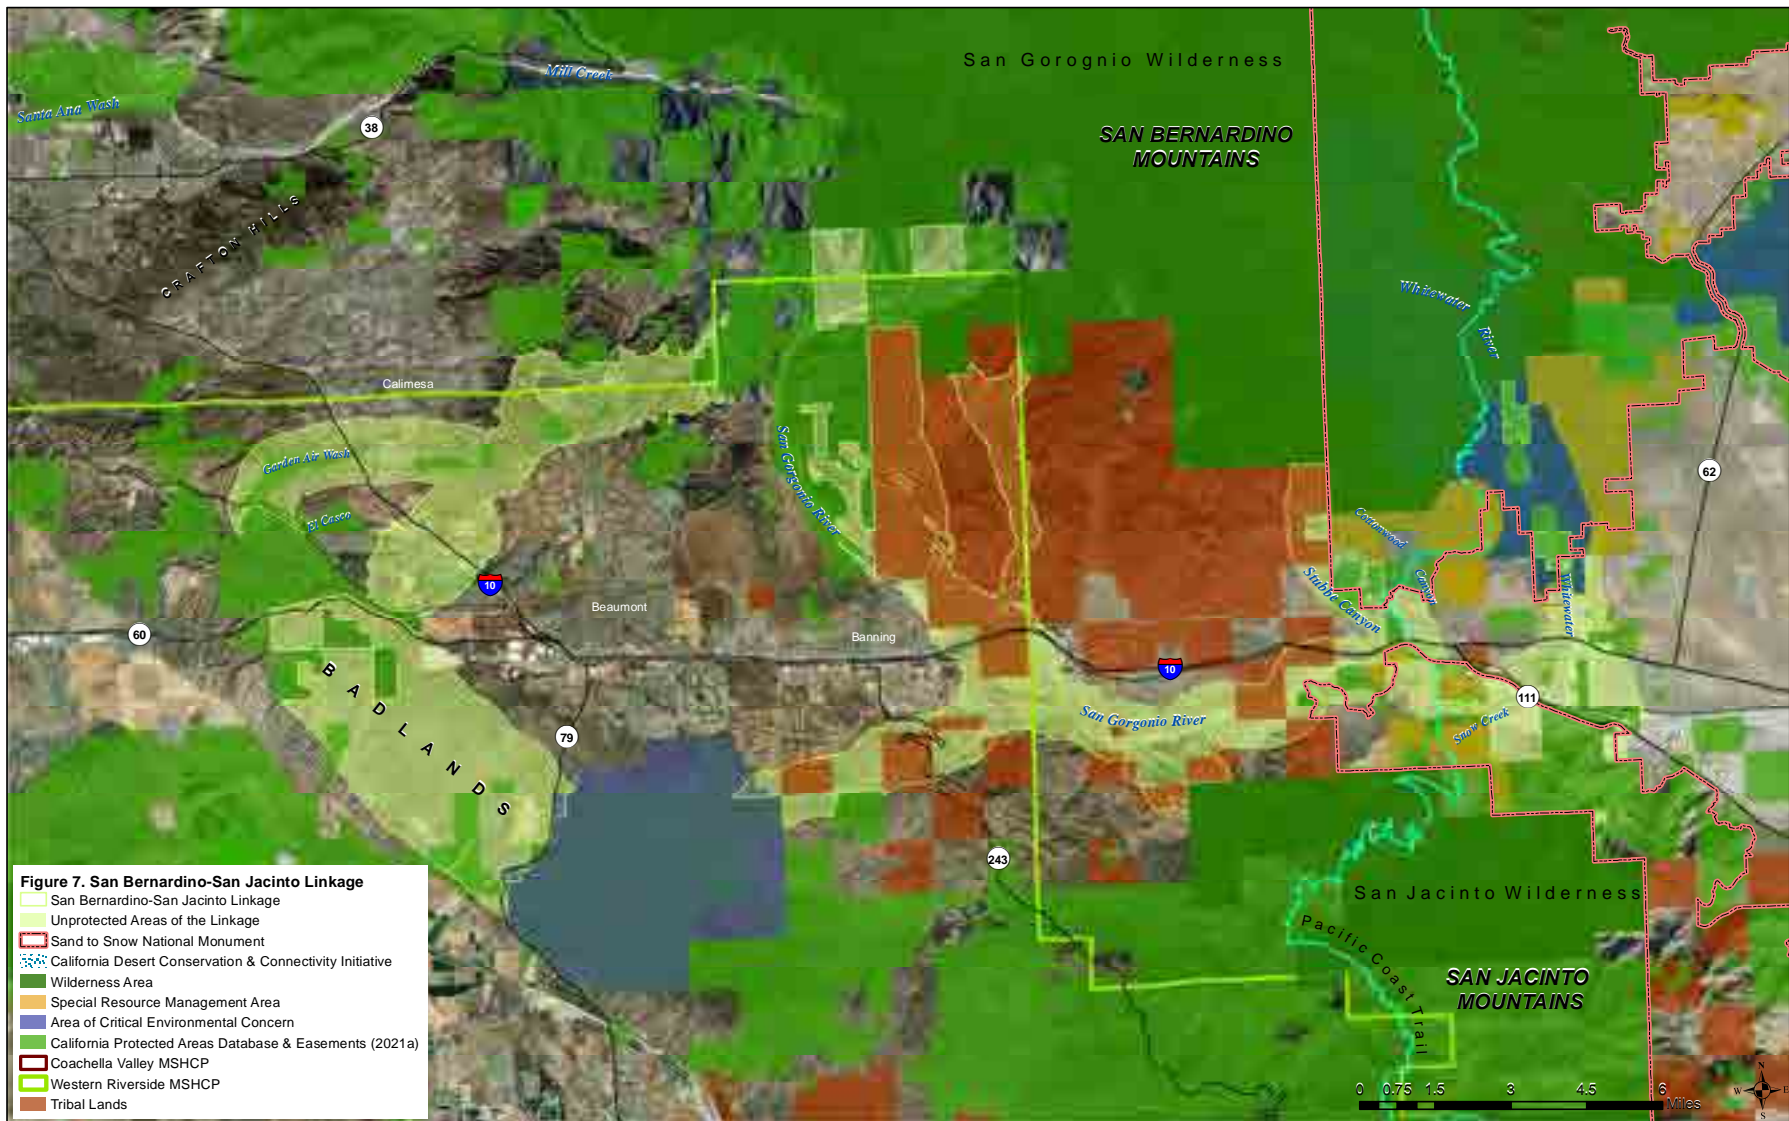 San Gorognio Wilderness
Mill Creek
Santa Ana Wash
38
SAN BERNARDINO
MOUNTAINS
CRAFTON HILLS
Whitewater
River
Calimesa
Garden Air Wash
San Gorgonio River
62
El Casco
Cottonwood
Canyon
10
Stubbe Canyon
Whitewater
Beaumont
60
Banning
10
BADLANDS
111
San Gorgonio River
Snow Creek
79
243
San Jacinto Wilderness
Pacific Coast Trail
SAN JACINTO
MOUNTAINS
Figure 7. San Bernardino-San Jacinto Linkage
San Bernardino-San Jacinto Linkage
Unprotected Areas of the Linkage
Sand to Snow National Monument
California Desert Conservation & Connectivity Initiative
Wilderness Area
Special Resource Management Area
Area of Critical Environmental Concern
California Protected Areas Database & Easements (2021a)
Coachella Valley MSHCP
Western Riverside MSHCP
Tribal Lands
0 0.75 1.5 3 4.5 6
Miles
N
W E
S